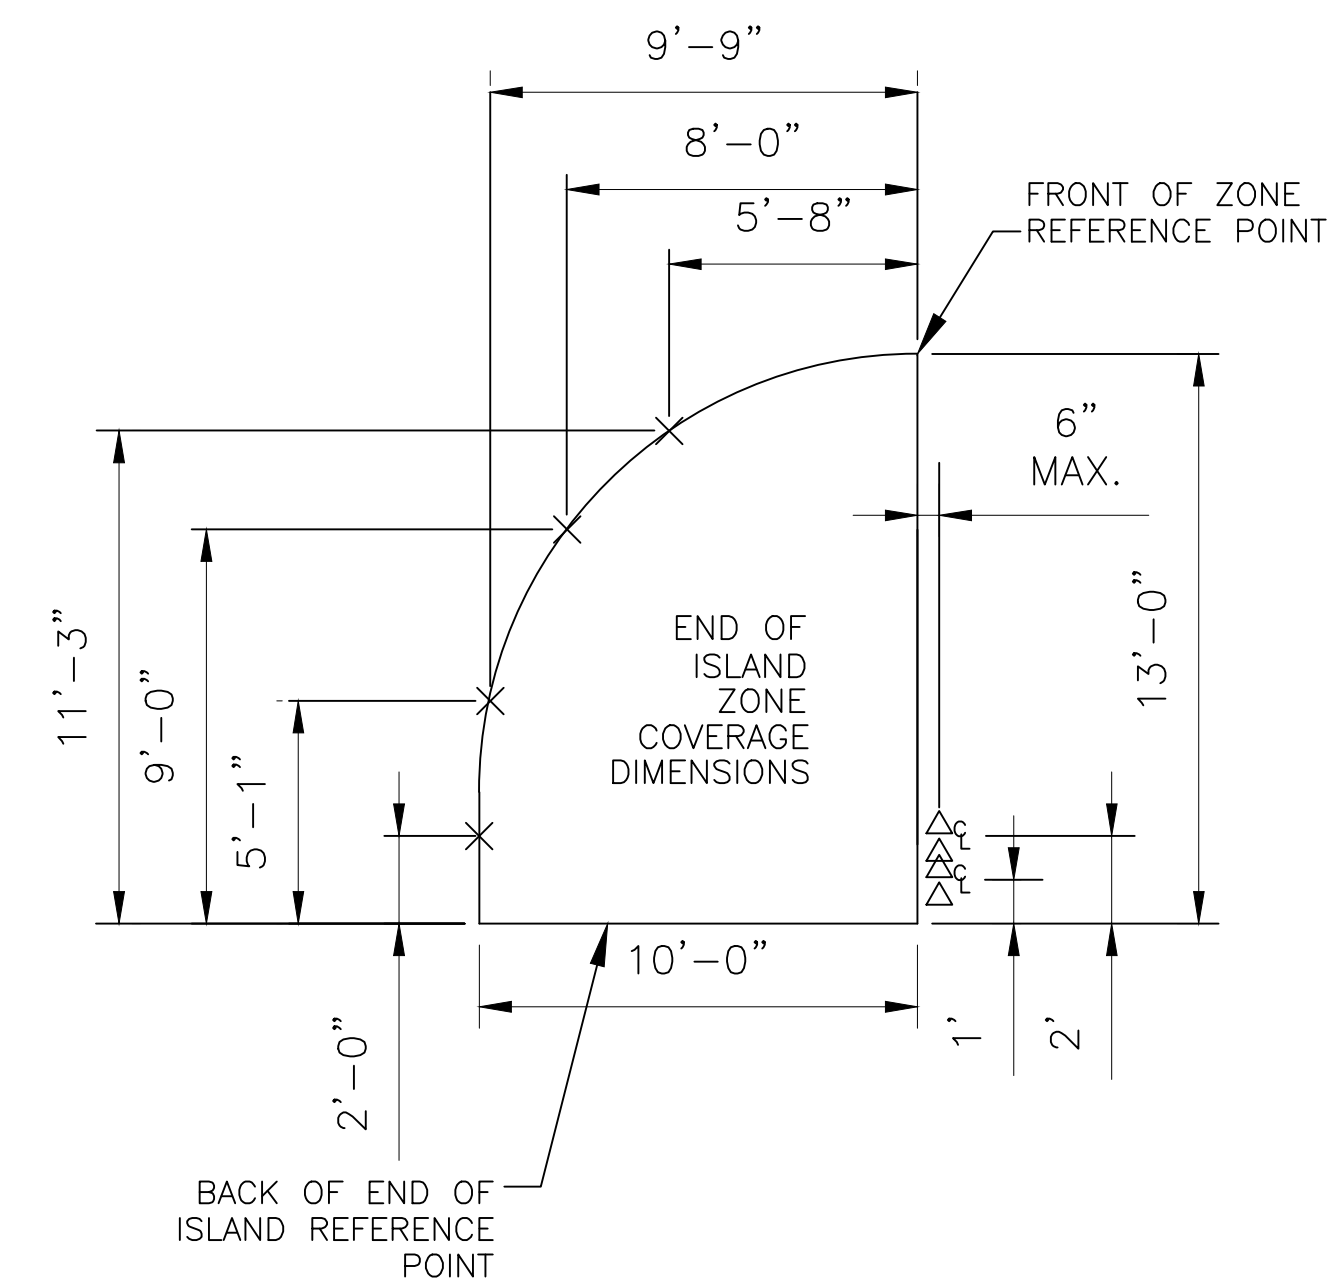 9’–9”
8’–0”
5’–8”
FRONT OF ZONE
REFERENCE POINT
6”
MAX.
11’–3”
9’–0”
5’–1”
2’–0”
END OF
ISLAND
ZONE
COVERAGE
DIMENSIONS
13’–0”
CL
CL
10’–0”
1’
2’
BACK OF END OF
ISLAND REFERENCE
POINT